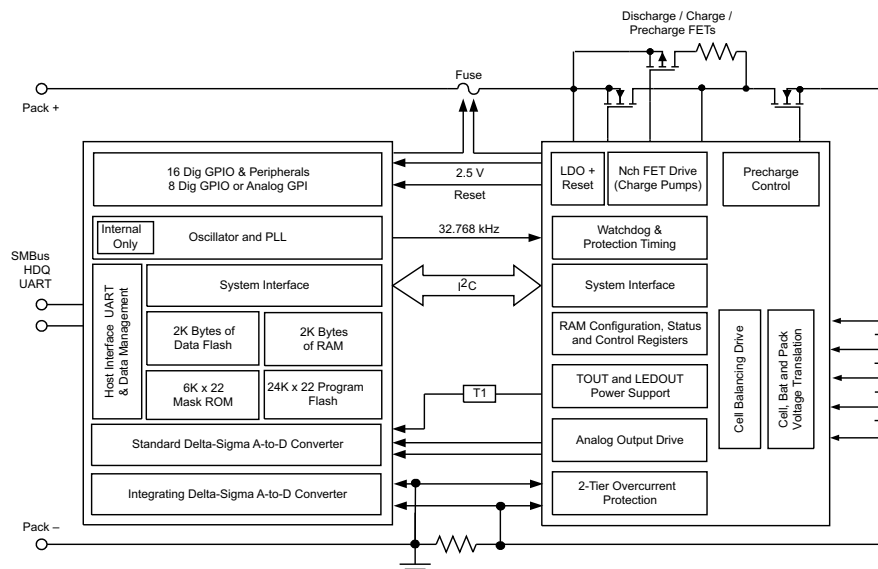 Discharge / Charge /
Precharge FETs
Fuse
Pack +
16 Dig GPIO & Peripherals
8 Dig GPIO or Analog GPI
2.5 V
Reset
LDO +
Reset
Nch FET Drive
(Charge Pumps)
Precharge
Control
Internal
Only
Oscillator and PLL
32.768 kHz
Watchdog &
Protection Timing
SMBus
HDQ
UART
Host Interface UART
& Data Management
System Interface
I2C
System Interface
2K Bytes of
Data Flash
2K Bytes
of RAM
RAM Configuration, Status
and Control Registers
6K x 22
Mask ROM
24K x 22 Program
Flash
T1
TOUT and LEDOUT
Power Support
Cell Balancing Drive
Cell, Bat and Pack
Voltage Translation
Standard Delta-Sigma A-to-D Converter
Analog Output Drive
Integrating Delta-Sigma A-to-D Converter
2-Tier Overcurrent
Protection
Pack –